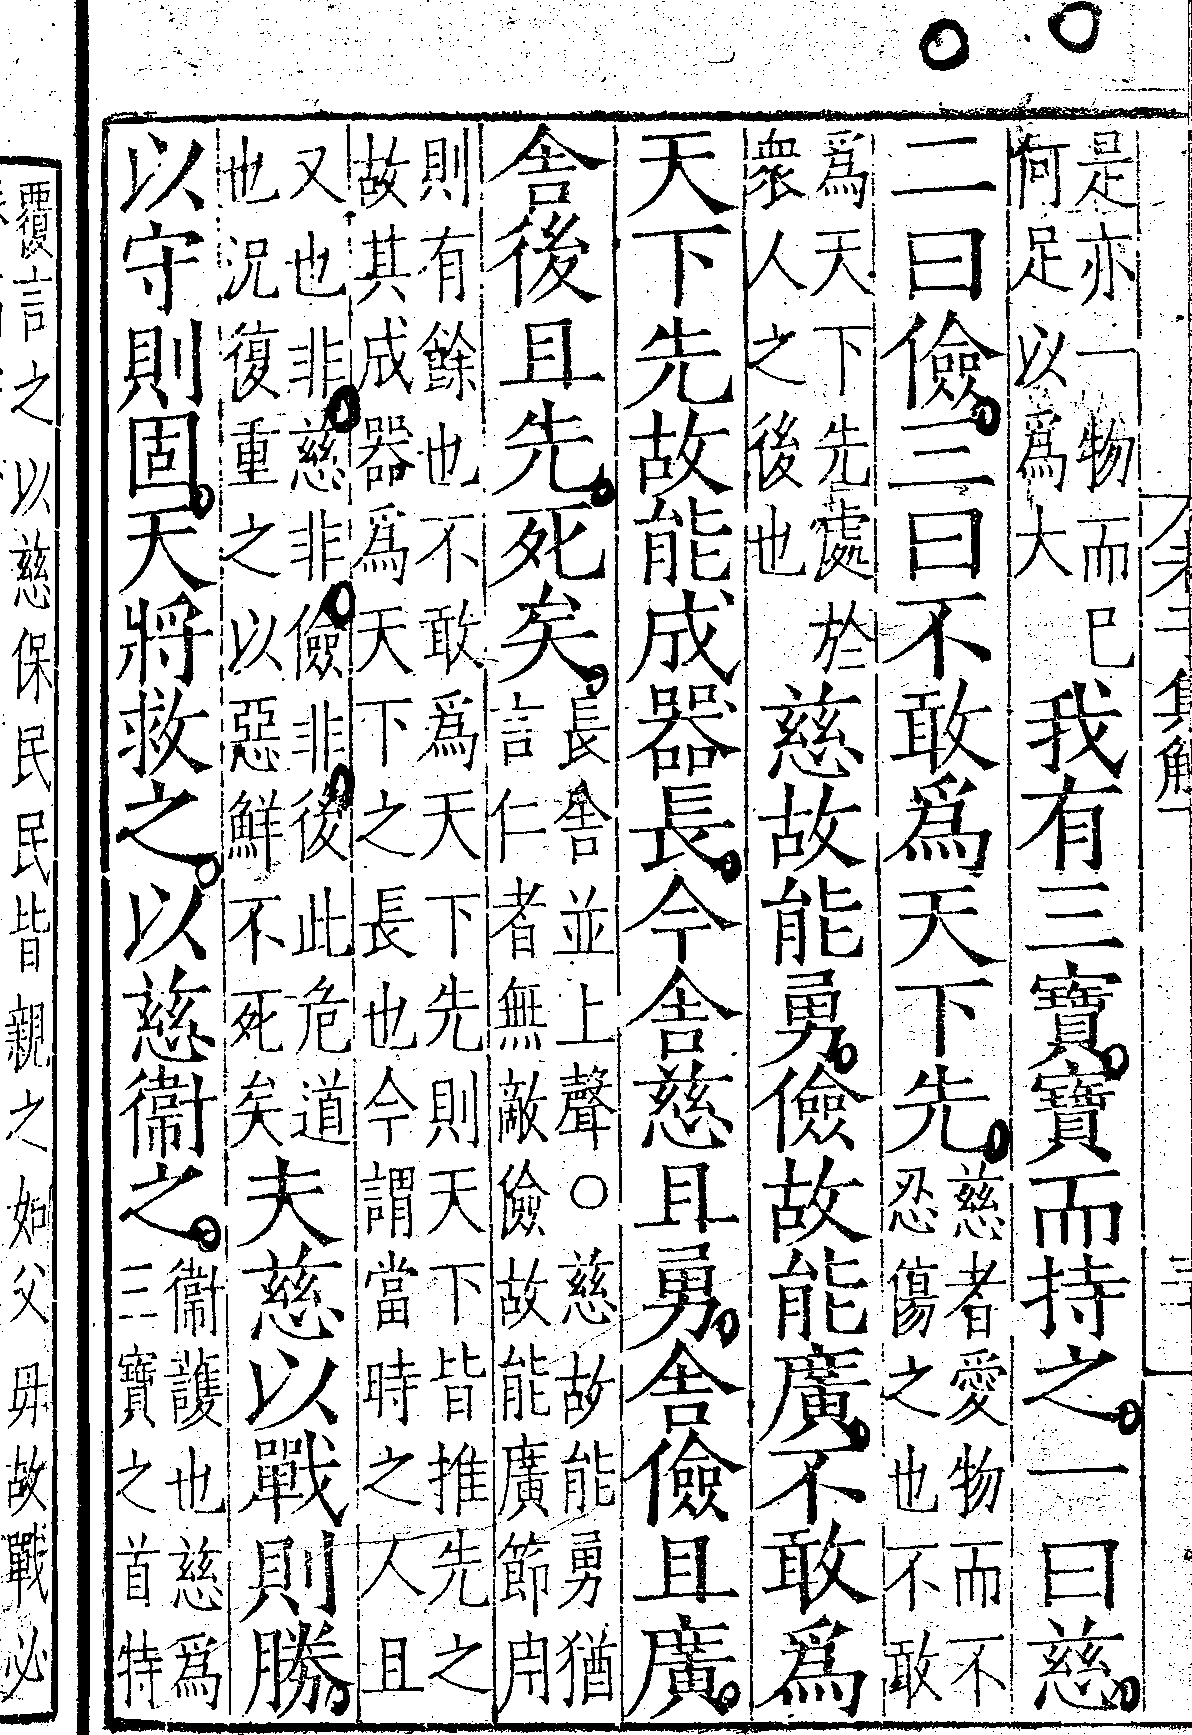 老子集解下
三
是亦一物而已
何足以爲大
我有三寶寶而持之一曰慈
二曰儉三曰不敢爲天下先
慈者愛物而不
忍傷之也不敢
爲天下先處於
衆人之後也
慈故能勇儉故能廣不敢爲
天下先故能成器長今舍慈且勇舍儉且廣
舍後且先死矣
長舍並上聲○慈故能勇猶
言仁者無敵儉故能廣節用
則有餘也不敢爲天下先則天下皆推先之
故其成器爲天下之長也今謂當時之人且
又也非慈非儉非後此危道
也況復重之以惡鮮不死矣
夫慈以戰則勝
以守則固天將救之以慈衞之
衞護也慈爲
三寶之首特
覆言之以慈保民民皆親之如父毋故戰必